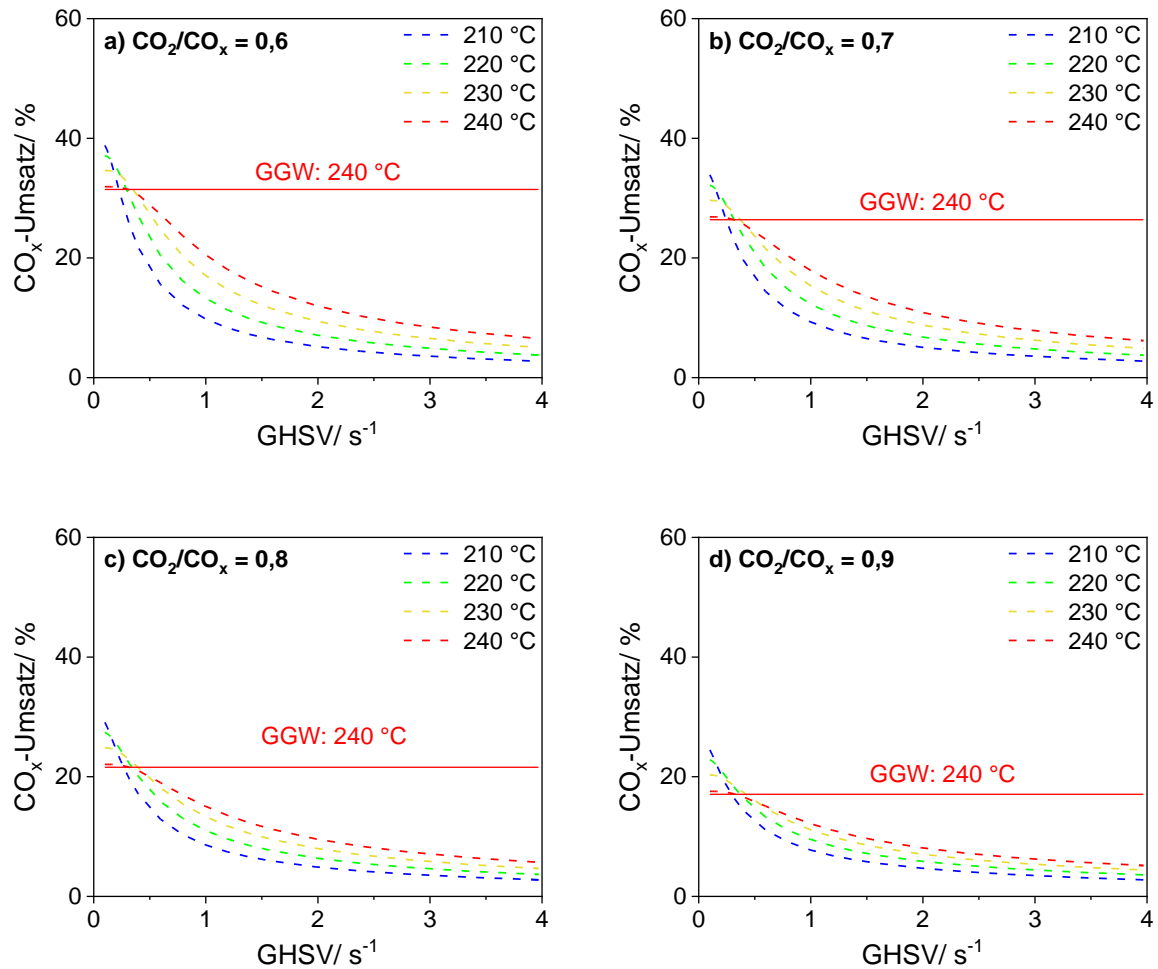 a) CO₂/COₓ = 0,6
210 °C
220 °C
230 °C
240 °C
GGW: 240 °C
COₓ-Umsatz/ %
60
40
20
0
0 1 2 3 4
GHSV/ s⁻¹
b) CO₂/COₓ = 0,7
210 °C
220 °C
230 °C
240 °C
GGW: 240 °C
COₓ-Umsatz/ %
60
40
20
0
0 1 2 3 4
GHSV/ s⁻¹
c) CO₂/COₓ = 0,8
210 °C
220 °C
230 °C
240 °C
GGW: 240 °C
COₓ-Umsatz/ %
60
40
20
0
0 1 2 3 4
GHSV/ s⁻¹
d) CO₂/COₓ = 0,9
210 °C
220 °C
230 °C
240 °C
GGW: 240 °C
COₓ-Umsatz/ %
60
40
20
0
0 1 2 3 4
GHSV/ s⁻¹